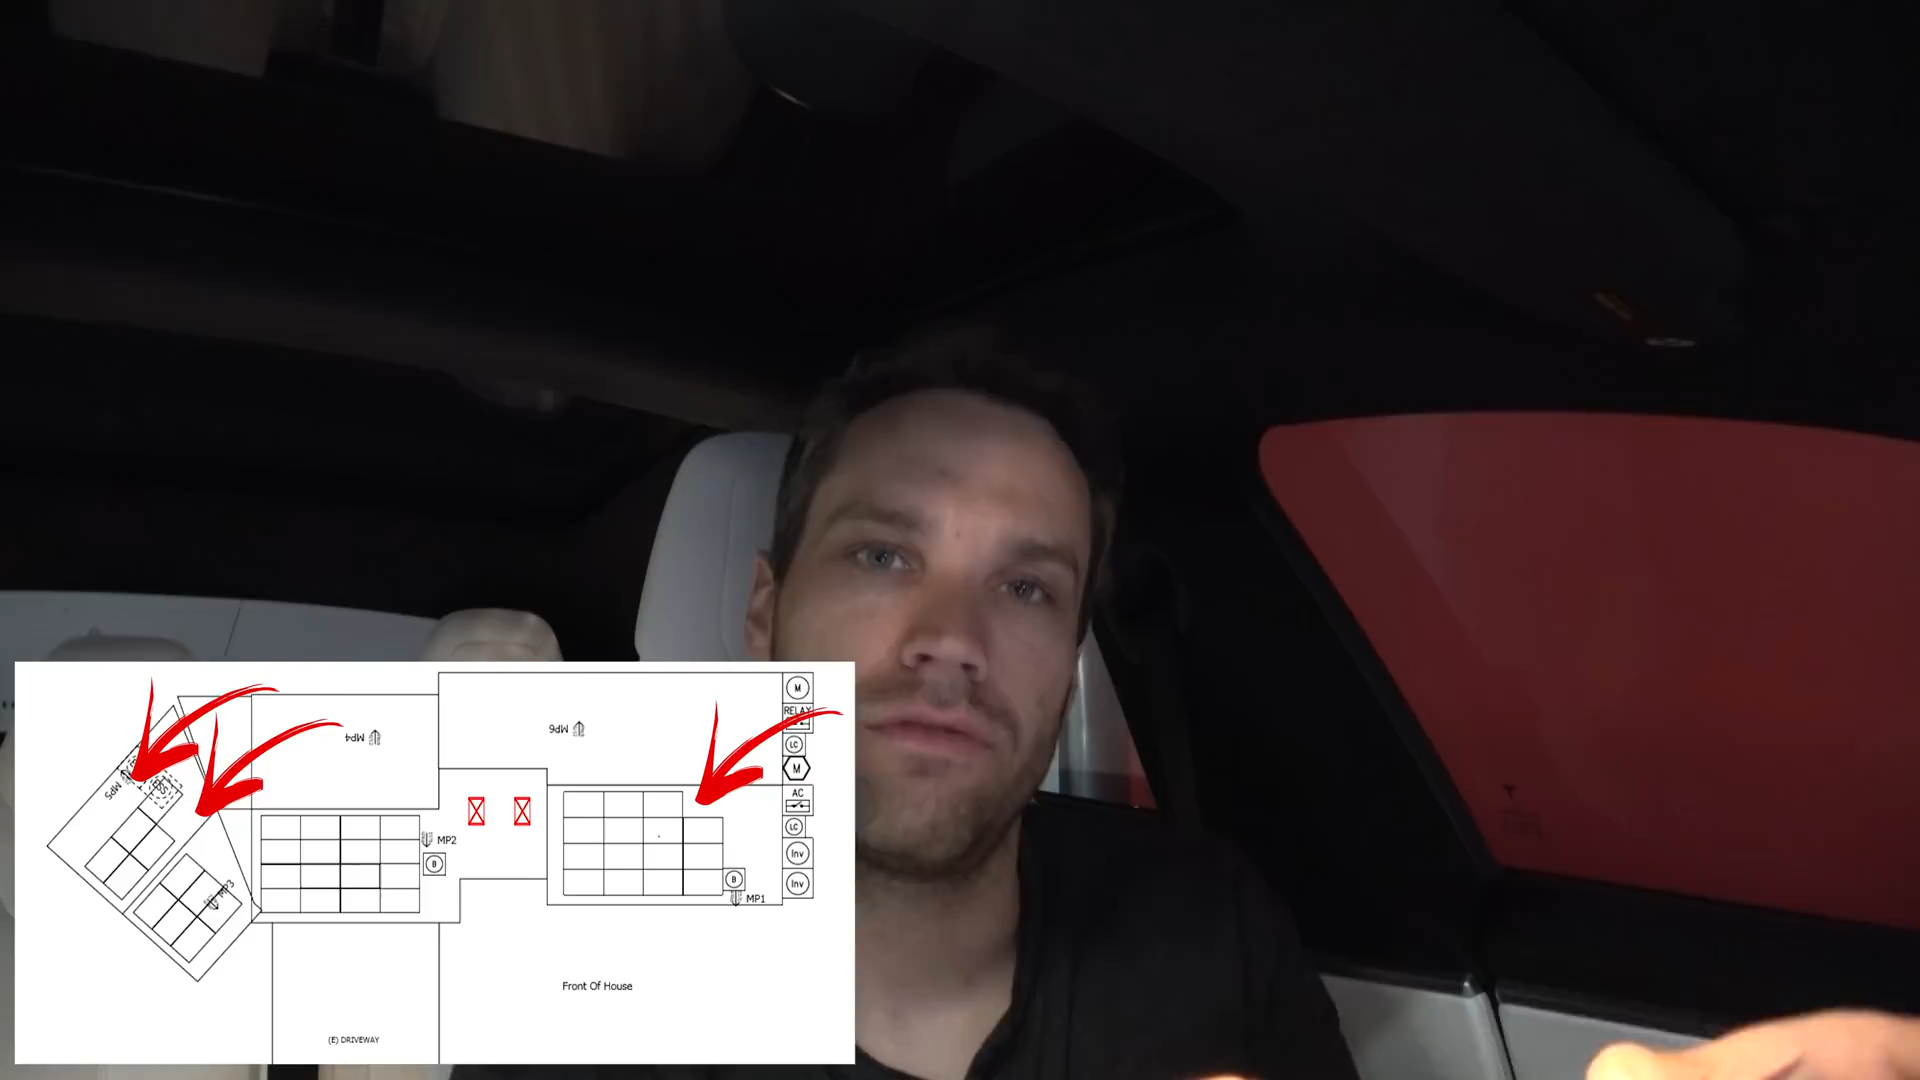 M
RELAY
MP4
MP6
LC
M
MP5
AC
LC
MP2
B
Inv
B
MP3
Inv
MP1
Front Of House
(E) DRIVEWAY